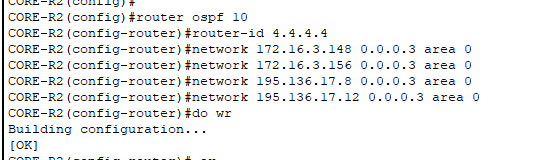 CORE-R2(config)#
CORE-R2(config)#router ospf 10
CORE-R2(config-router)#router-id 4.4.4.4
CORE-R2(config-router)#network 172.16.3.148 0.0.0.3 area 0
CORE-R2(config-router)#network 172.16.3.156 0.0.0.3 area 0
CORE-R2(config-router)#network 195.136.17.8 0.0.0.3 area 0
CORE-R2(config-router)#network 195.136.17.12 0.0.0.3 area 0
CORE-R2(config-router)#do wr
Building configuration...
[OK]
CORE-R2(config-router)#